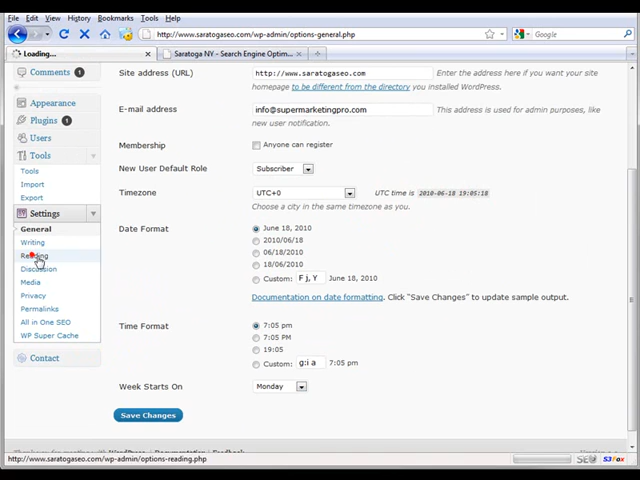 File Edit View History Bookmarks Tools Help
http://www.saratogaseo.com/wp-admin/options-general.php
Google
Loading...
Saratoga NY - Search Engine Optim...
Comments 1
Site address (URL) http://www.saratogaseo.com Enter the address here if you want your site
homepage to be different from the directory you installed WordPress.
Appearance
Plugins 1
E-mail address info@supermarketingpro.com This address is used for admin purposes, like
new user notification.
Users
Membership Anyone can register
Tools
Tools
New User Default Role Subscriber
Import
Timezone UTC+0 UTC time is 2010-06-18 19:05:18
Export
Choose a city in the same timezone as you.
Settings
General
Date Format June 18, 2010
Writing
2010/06/18
Reading
06/18/2010
Discussion
18/06/2010
Media
Custom: F j, Y June 18, 2010
Privacy
Documentation on date formatting. Click "Save Changes" to update sample output.
Permalinks
All in One SEO
Time Format 7:05 pm
WP Super Cache
7:05 PM
19:05
Contact
Custom: g:i a 7:05 pm
Week Starts On Monday
Save Changes
www.saratogaseo.com/wp-admin/options-reading.php
S3Fox